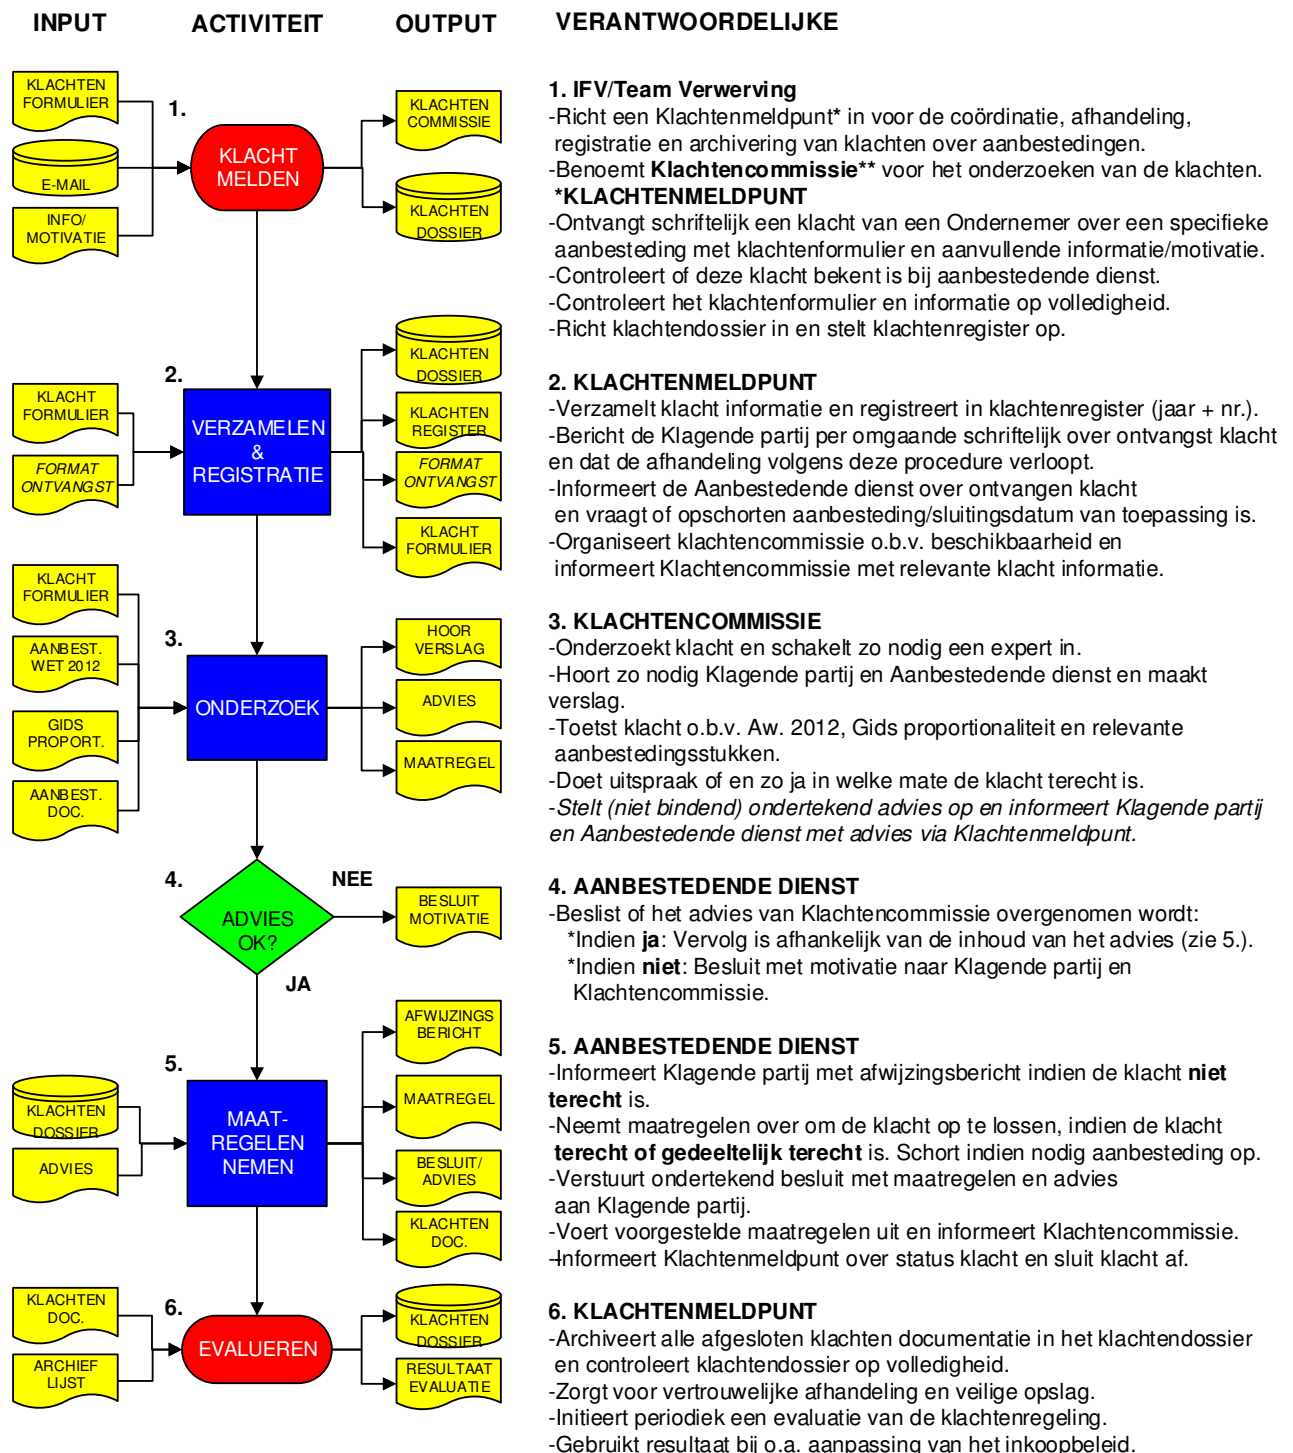 INPUT
ACTIVITEIT
OUTPUT
VERANTWOORDELIJKE
KLACHTEN
FORMULIER
E-MAIL
INFO/
MOTIVATIE
1.
KLACHT
MELDEN
KLACHTEN
COMMISSIE
KLACHTEN
DOSSIER
1. IFV/Team Verwerving
-Richt een Klachtenmeldpunt* in voor de coördinatie, afhandeling,
registratie en archivering van klachten over aanbestedingen.
-Benoemt Klachtencommissie** voor het onderzoeken van de klachten.
*KLACHTENMELDPUNT
-Ontvangt schriftelijk een klacht van een Ondernemer over een specifieke
aanbesteding met klachtenformulier en aanvullende informatie/motivatie.
-Controleert of deze klacht bekent is bij aanbestedende dienst.
-Controleert het klachtenformulier en informatie op volledigheid.
-Richt klachtendossier in en stelt klachtenregister op.
KLACHT
FORMULIER
FORMAT
ONTVANGST
2.
VERZAMELEN
&
REGISTRATIE
KLACHTEN
DOSSIER
KLACHTEN
REGISTER
FORMAT
ONTVANGST
KLACHT
FORMULIER
2. KLACHTENMELDPUNT
-Verzamelt klacht informatie en registreert in klachtenregister (jaar + nr.).
-Bericht de Klagende partij per omgaande schriftelijk over ontvangst klacht
en dat de afhandeling volgens deze procedure verloopt.
-Informeert de Aanbestedende dienst over ontvangen klacht
en vraagt of opschorten aanbesteding/sluitingsdatum van toepassing is.
-Organiseert klachtencommissie o.b.v. beschikbaarheid en
informeert Klachtencommissie met relevante klacht informatie.
KLACHT
FORMULIER
AANBEST.
WET 2012
GIDS
PROPORT.
AANBEST.
DOC.
3.
ONDERZOEK
HOOR
VERSLAG
ADVIES
MAATREGEL
3. KLACHTENCOMMISSIE
-Onderzoekt klacht en schakelt zo nodig een expert in.
-Hoort zo nodig Klagende partij en Aanbestedende dienst en maakt
verslag.
-Toetst klacht o.b.v. Aw. 2012, Gids proportionaliteit en relevante
aanbestedingsstukken.
-Doet uitspraak of en zo ja in welke mate de klacht terecht is.
-Stelt (niet bindend) ondertekend advies op en informeert Klagende partij
en Aanbestedende dienst met advies via Klachtenmeldpunt.
4.
ADVIES
OK?
NEE
JA
BESLUIT
MOTIVATIE
4. AANBESTEDENDE DIENST
-Beslist of het advies van Klachtencommissie overgenomen wordt:
*Indien ja: Vervolg is afhankelijk van de inhoud van het advies (zie 5.).
*Indien niet: Besluit met motivatie naar Klagende partij en
Klachtencommissie.
KLACHTEN
DOSSIER
ADVIES
5.
MAAT-
REGELEN
NEMEN
AFWIJZINGS
BERICHT
MAATREGEL
BESLUIT/
ADVIES
KLACHTEN
DOC.
5. AANBESTEDENDE DIENST
-Informeert Klagende partij met afwijzingsbericht indien de klacht niet
terecht is.
-Neemt maatregelen over om de klacht op te lossen, indien de klacht
terecht of gedeeltelijk terecht is. Schort indien nodig aanbesteding op.
-Verstuurt ondertekend besluit met maatregelen en advies
aan Klagende partij.
-Voert voorgestelde maatregelen uit en informeert Klachtencommissie.
-Informeert Klachtenmeldpunt over status klacht en sluit klacht af.
KLACHTEN
DOC.
ARCHIEF
LIJST
6.
EVALUEREN
KLACHTEN
DOSSIER
RESULTAAT
EVALUATIE
6. KLACHTENMELDPUNT
-Archiveert alle afgesloten klachten documentatie in het klachtendossier
en controleert klachtendossier op volledigheid.
-Zorgt voor vertrouwelijke afhandeling en veilige opslag.
-Initieert periodiek een evaluatie van de klachtenregeling.
-Gebruikt resultaat bij o.a. aanpassing van het inkoopbeleid.